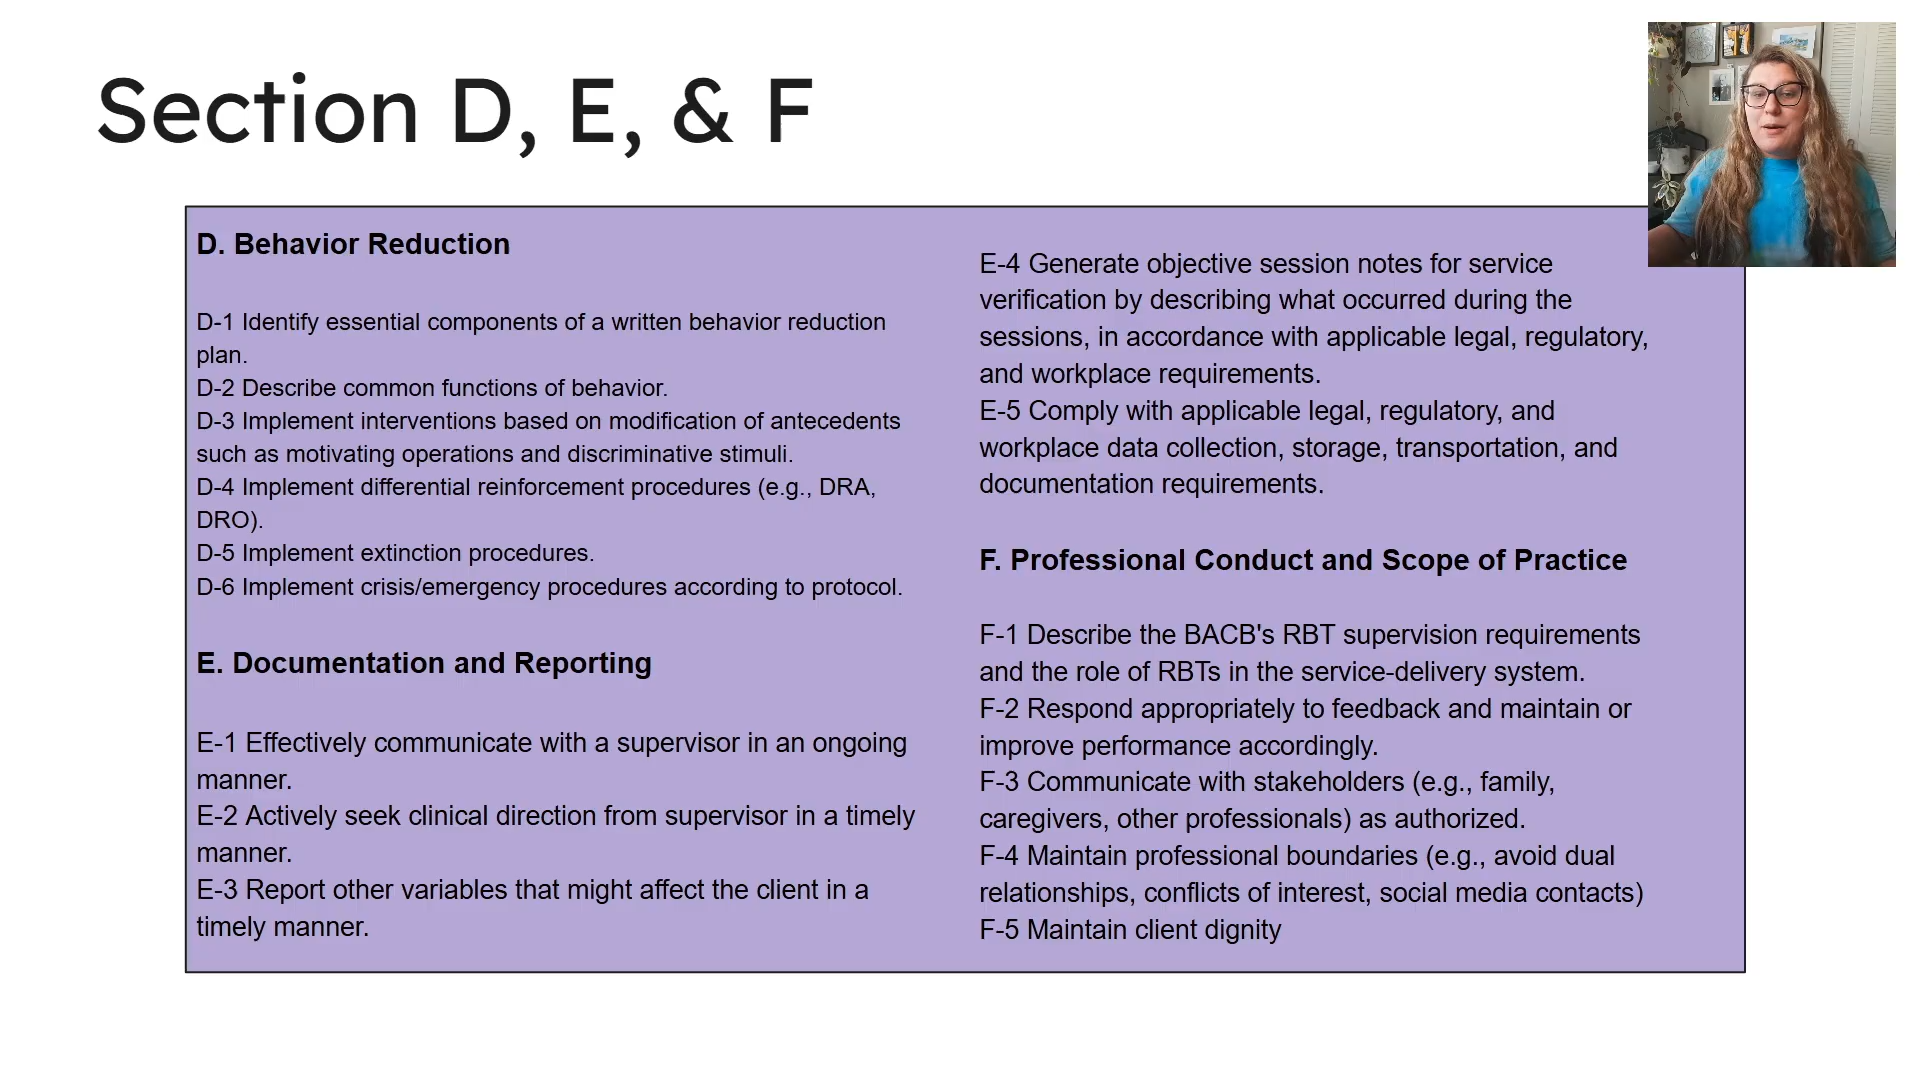 Section D, E, & F
D. Behavior Reduction
D-1 Identify essential components of a written behavior reduction
plan.
D-2 Describe common functions of behavior.
D-3 Implement interventions based on modification of antecedents
such as motivating operations and discriminative stimuli.
D-4 Implement differential reinforcement procedures (e.g., DRA,
DRO).
D-5 Implement extinction procedures.
D-6 Implement crisis/emergency procedures according to protocol.
E. Documentation and Reporting
E-1 Effectively communicate with a supervisor in an ongoing
manner.
E-2 Actively seek clinical direction from supervisor in a timely
manner.
E-3 Report other variables that might affect the client in a
timely manner.
E-4 Generate objective session notes for service
verification by describing what occurred during the
sessions, in accordance with applicable legal, regulatory,
and workplace requirements.
E-5 Comply with applicable legal, regulatory, and
workplace data collection, storage, transportation, and
documentation requirements.
F. Professional Conduct and Scope of Practice
F-1 Describe the BACB's RBT supervision requirements
and the role of RBTs in the service-delivery system.
F-2 Respond appropriately to feedback and maintain or
improve performance accordingly.
F-3 Communicate with stakeholders (e.g., family,
caregivers, other professionals) as authorized.
F-4 Maintain professional boundaries (e.g., avoid dual
relationships, conflicts of interest, social media contacts)
F-5 Maintain client dignity